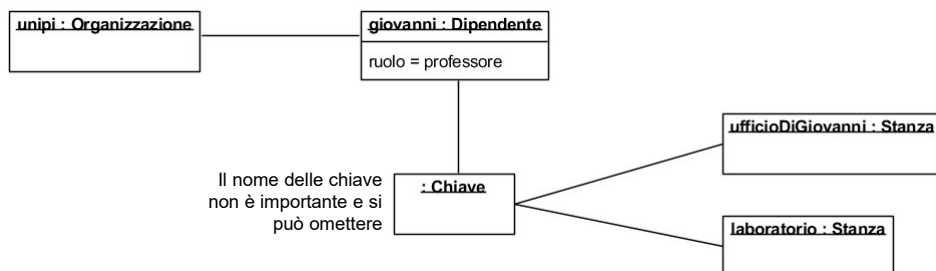 unipi : Organizzazione
giovanni : Dipendente
ruolo = professore
ufficioDiGiovanni : Stanza
Il nome delle chiave
non è importante e si
può omettere
: Chiave
laboratorio : Stanza